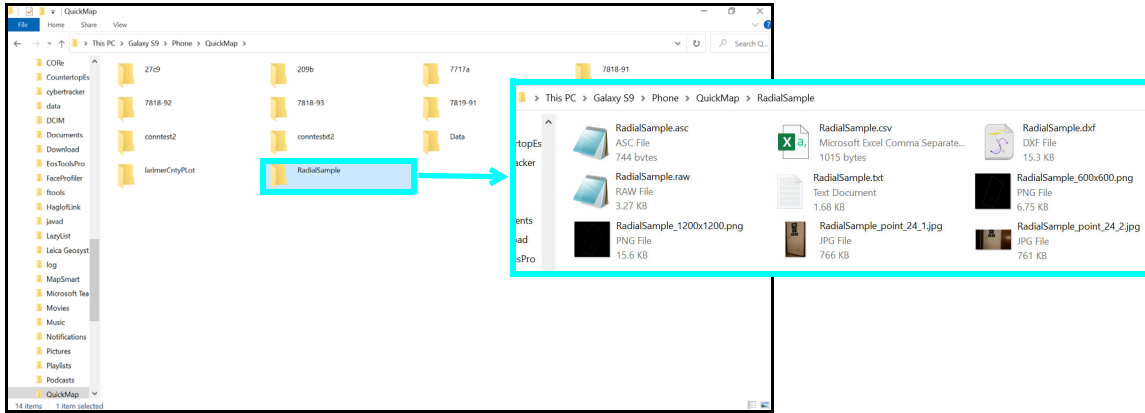 QuickMap
File Home Share View
This PC > Galaxy S9 > Phone > QuickMap >
Search Q...
CORe
CountertopEs
cybertracker
data
DCIM
Documents
Download
EosToolsPro
FaceProfiler
ftools
HaglofLink
javad
LazyList
Leica Geosyst
log
MapSmart
Microsoft Tea
Movies
Music
Notifications
Pictures
Playlists
Podcasts
QuickMap
27c9
209b
7717a
7818-91
7818-92
7818-93
7819-91
conntest2
conntestxt2
Data
larimerCntyPLot
RadialSample
14 items 1 item selected
> This PC > Galaxy S9 > Phone > QuickMap > RadialSample
rtopEs
acker
ents
ad
sPro
RadialSample.asc
ASC File
744 bytes
RadialSample.csv
Microsoft Excel Comma Separate...
1015 bytes
RadialSample.dxf
DXF File
15.3 KB
RadialSample.raw
RAW File
3.27 KB
RadialSample.txt
Text Document
1.68 KB
RadialSample_600x600.png
PNG File
6.75 KB
RadialSample_1200x1200.png
PNG File
15.6 KB
RadialSample_point_24_1.jpg
JPG File
766 KB
RadialSample_point_24_2.jpg
JPG File
761 KB